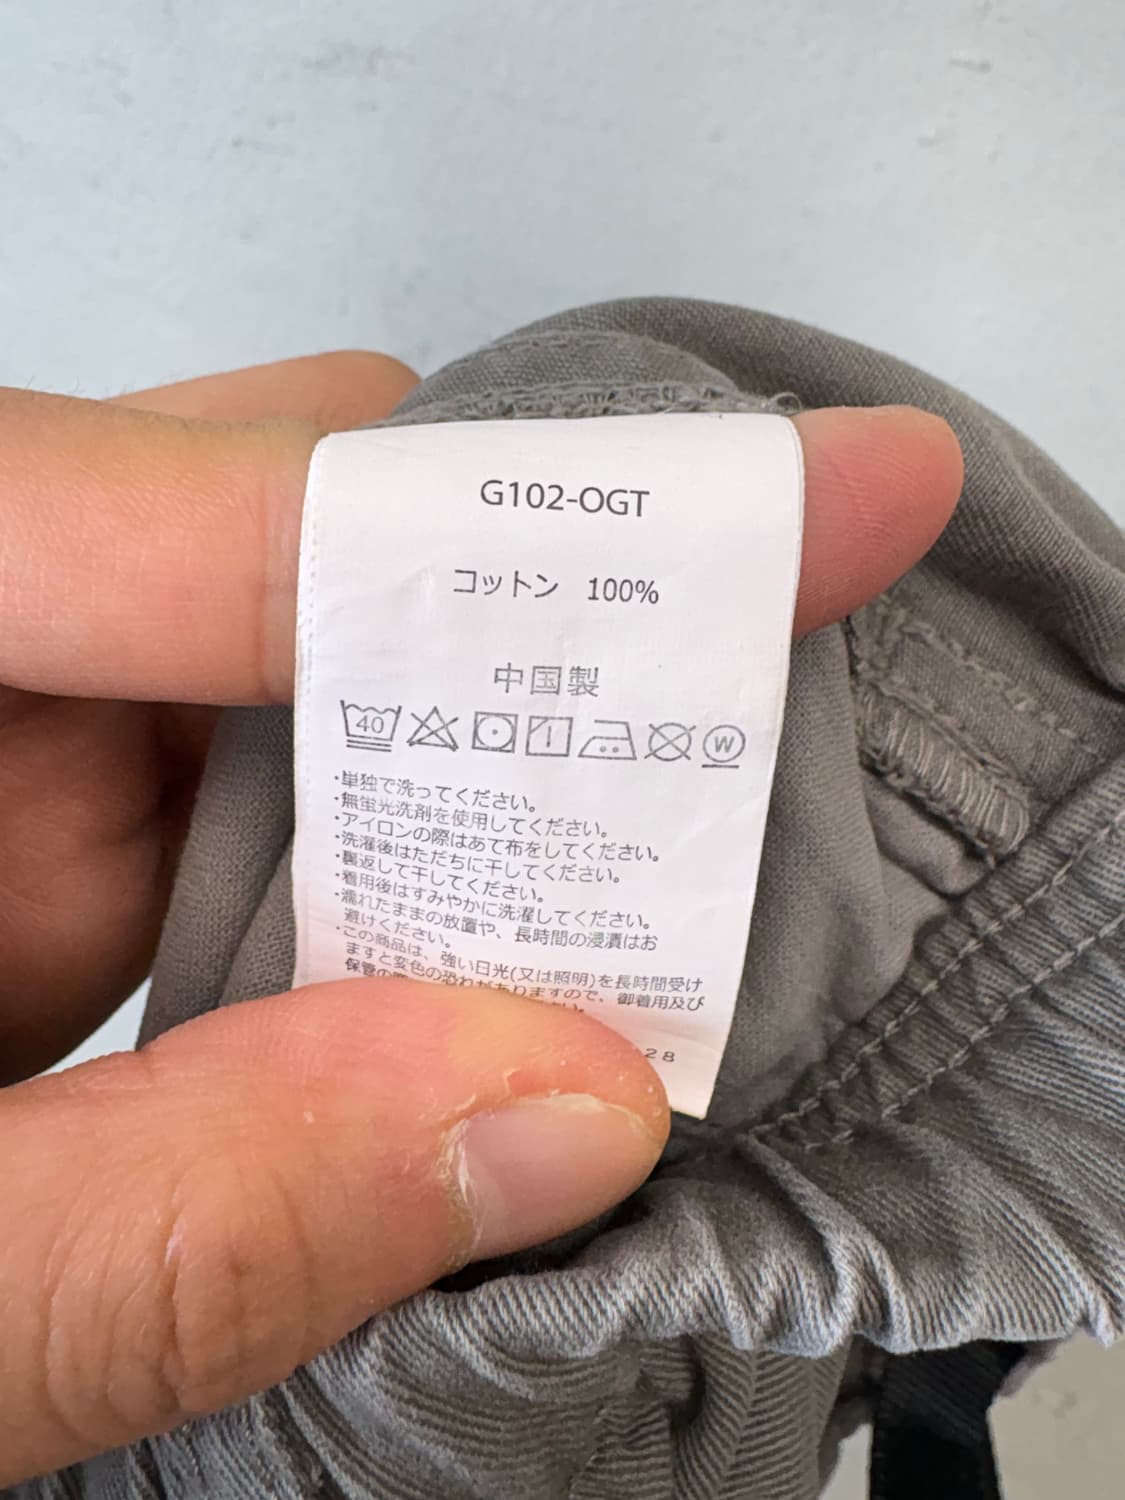 G102-OGT
コットン 100%
中国製
40
W
・単独で洗ってください。
・無蛍光洗剤を使用してください。
・アイロンの際はあて布をしてください。
・洗濯後はただちに干してください。
・裏返して干してください。
・着用後はすみやかに洗濯してください。
・濡れたままの放置や、長時間の浸漬はお
避けください。
・この商品は、強い日光(又は照明)を長時間受け
ますと変色の恐れがありますので、御着用及び
保管の
さい。
28